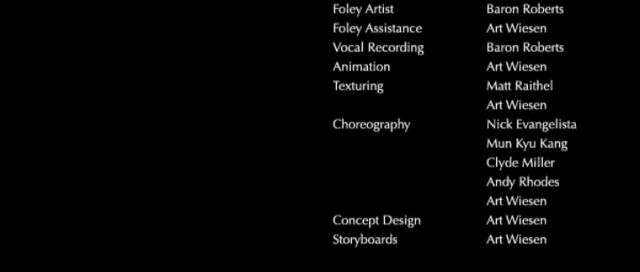 Foley Artist Baron Roberts
Foley Assistance Art Wiesen
Vocal Recording Baron Roberts
Animation Art Wiesen
Texturing Matt Raithel
Art Wiesen
Choreography Nick Evangelista
Mun Kyu Kang
Clyde Miller
Andy Rhodes
Art Wiesen
Concept Design Art Wiesen
Storyboards Art Wiesen